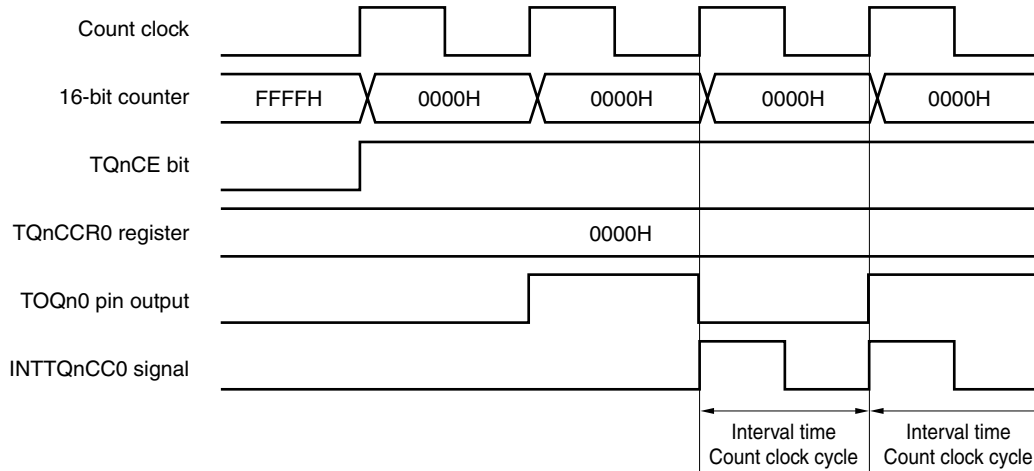 Count clock
16-bit counter
FFFFH 0000H 0000H 0000H 0000H
TQnCE bit
TQnCCR0 register
0000H
TOQn0 pin output
INTTQnCC0 signal
Interval time
Count clock cycle
Interval time
Count clock cycle